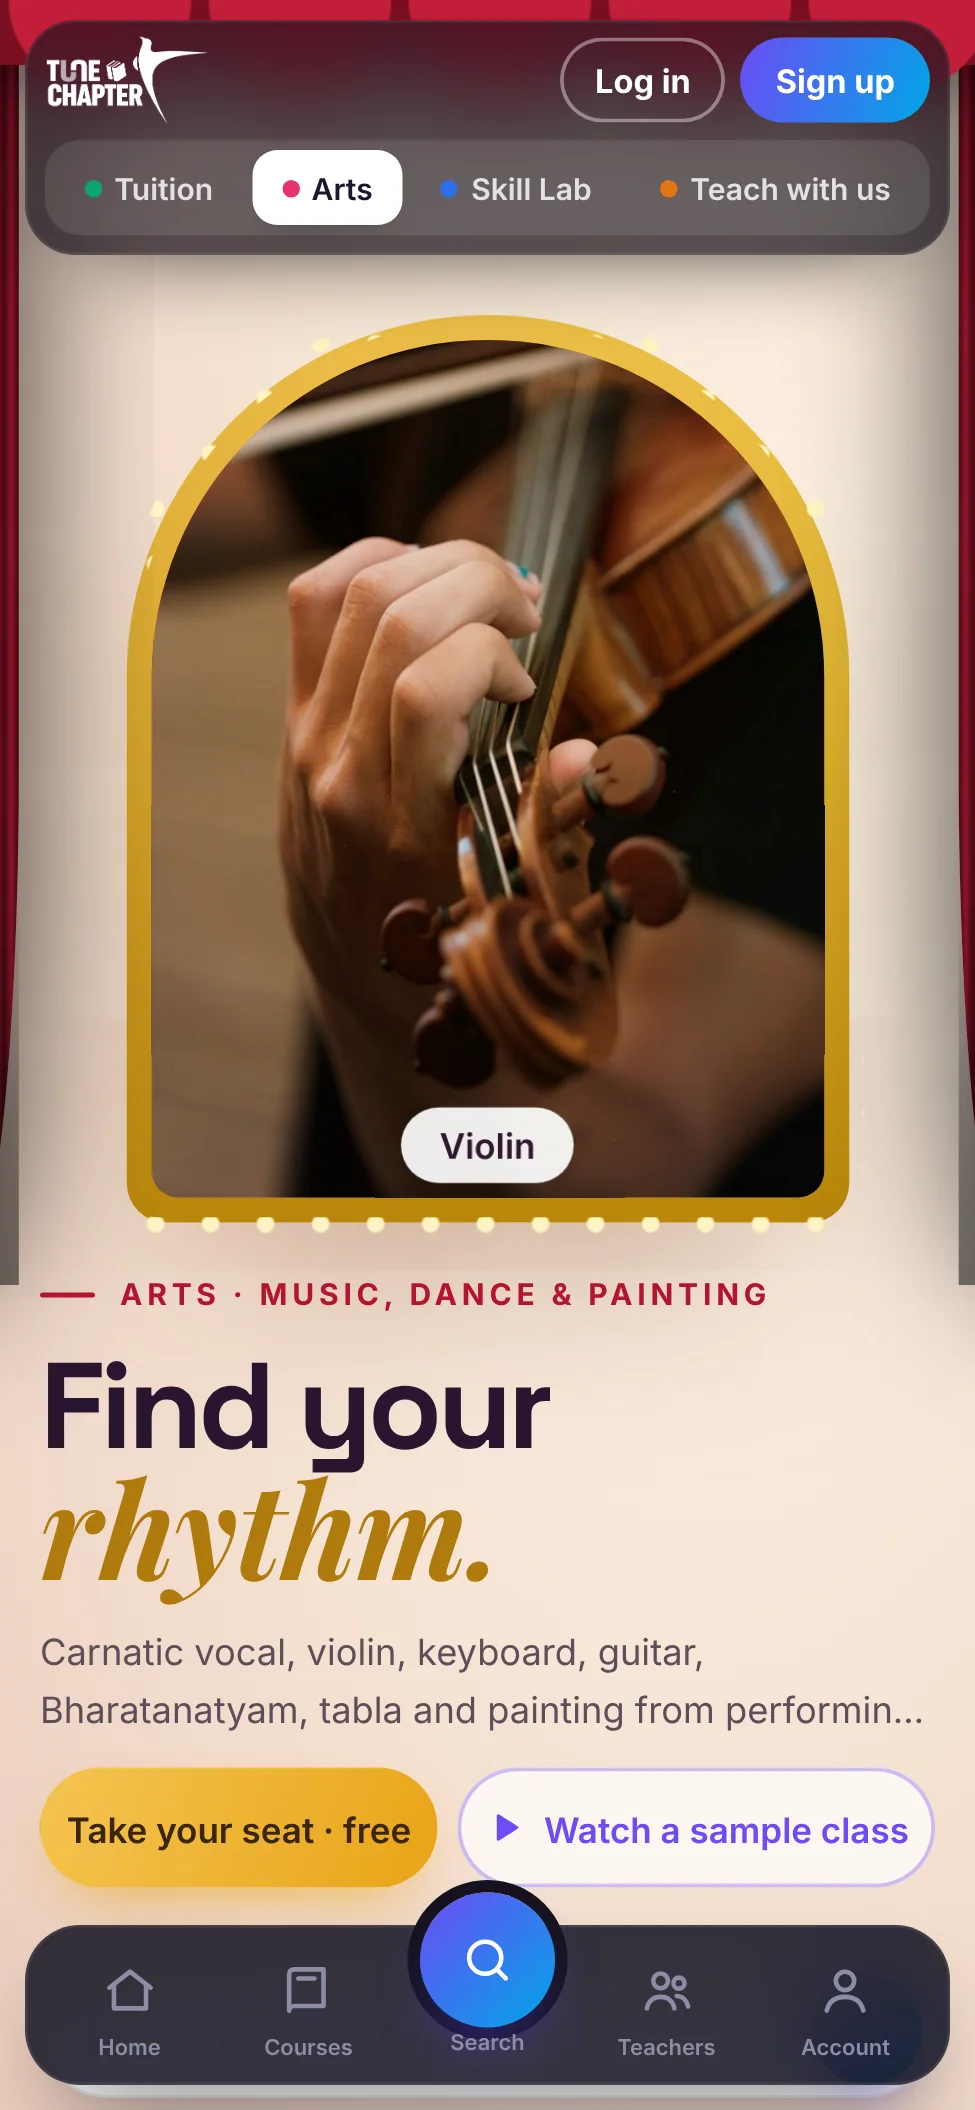 TUNE
CHAPTER
Log in
Sign up
Tuition
Arts
Skill Lab
Teach with us
Violin
ARTS · MUSIC, DANCE & PAINTING
Find your
rhythm.
Carnatic vocal, violin, keyboard, guitar,
Bharatanatyam, tabla and painting from performin...
Take your seat · free
Watch a sample class
Home
Courses
Search
Teachers
Account